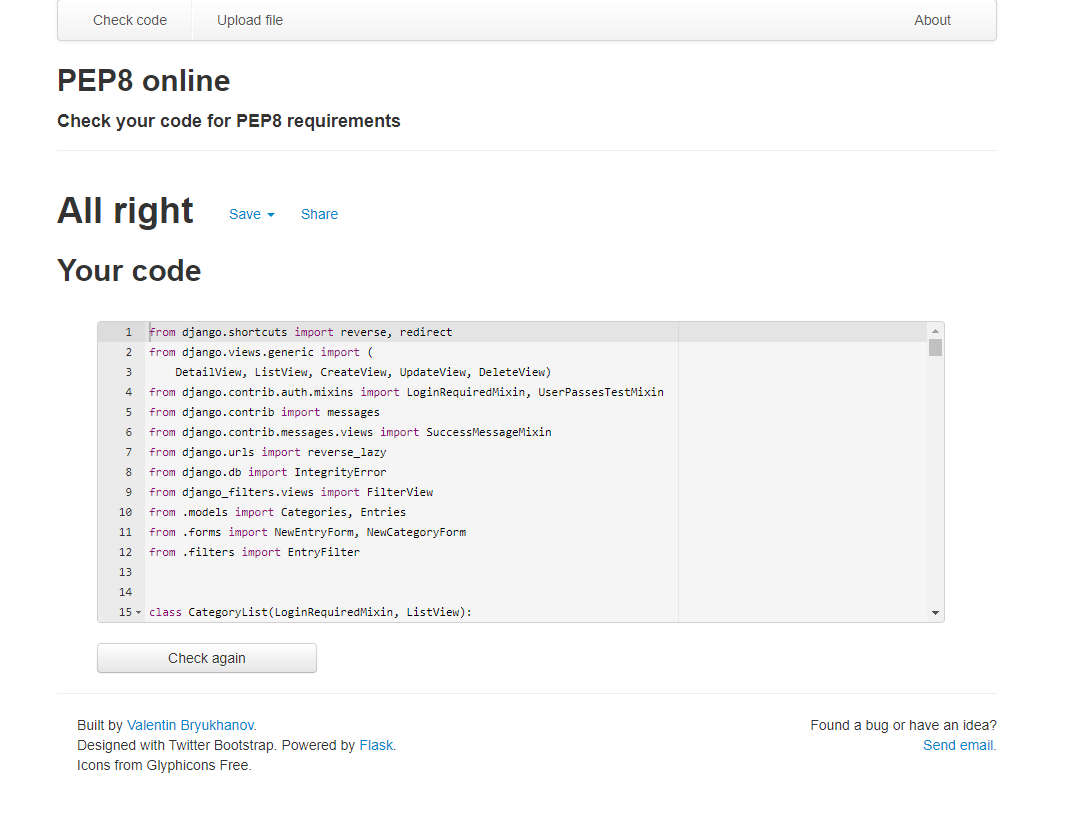 Check code Upload file About
PEP8 online
Check your code for PEP8 requirements
All right Save Share
Your code
1 from django.shortcuts import reverse, redirect
2 from django.views.generic import (
3 DetailView, ListView, CreateView, UpdateView, DeleteView)
4 from django.contrib.auth.mixins import LoginRequiredMixin, UserPassesTestMixin
5 from django.contrib import messages
6 from django.contrib.messages.views import SuccessMessageMixin
7 from django.urls import reverse_lazy
8 from django.db import IntegrityError
9 from django_filters.views import FilterView
10 from .models import Categories, Entries
11 from .forms import NewEntryForm, NewCategoryForm
12 from .filters import EntryFilter
13
14
15 class CategoryList(LoginRequiredMixin, ListView):
Check again
Built by Valentin Bryukhanov. Found a bug or have an idea?
Designed with Twitter Bootstrap. Powered by Flask. Send email.
Icons from Glyphicons Free.